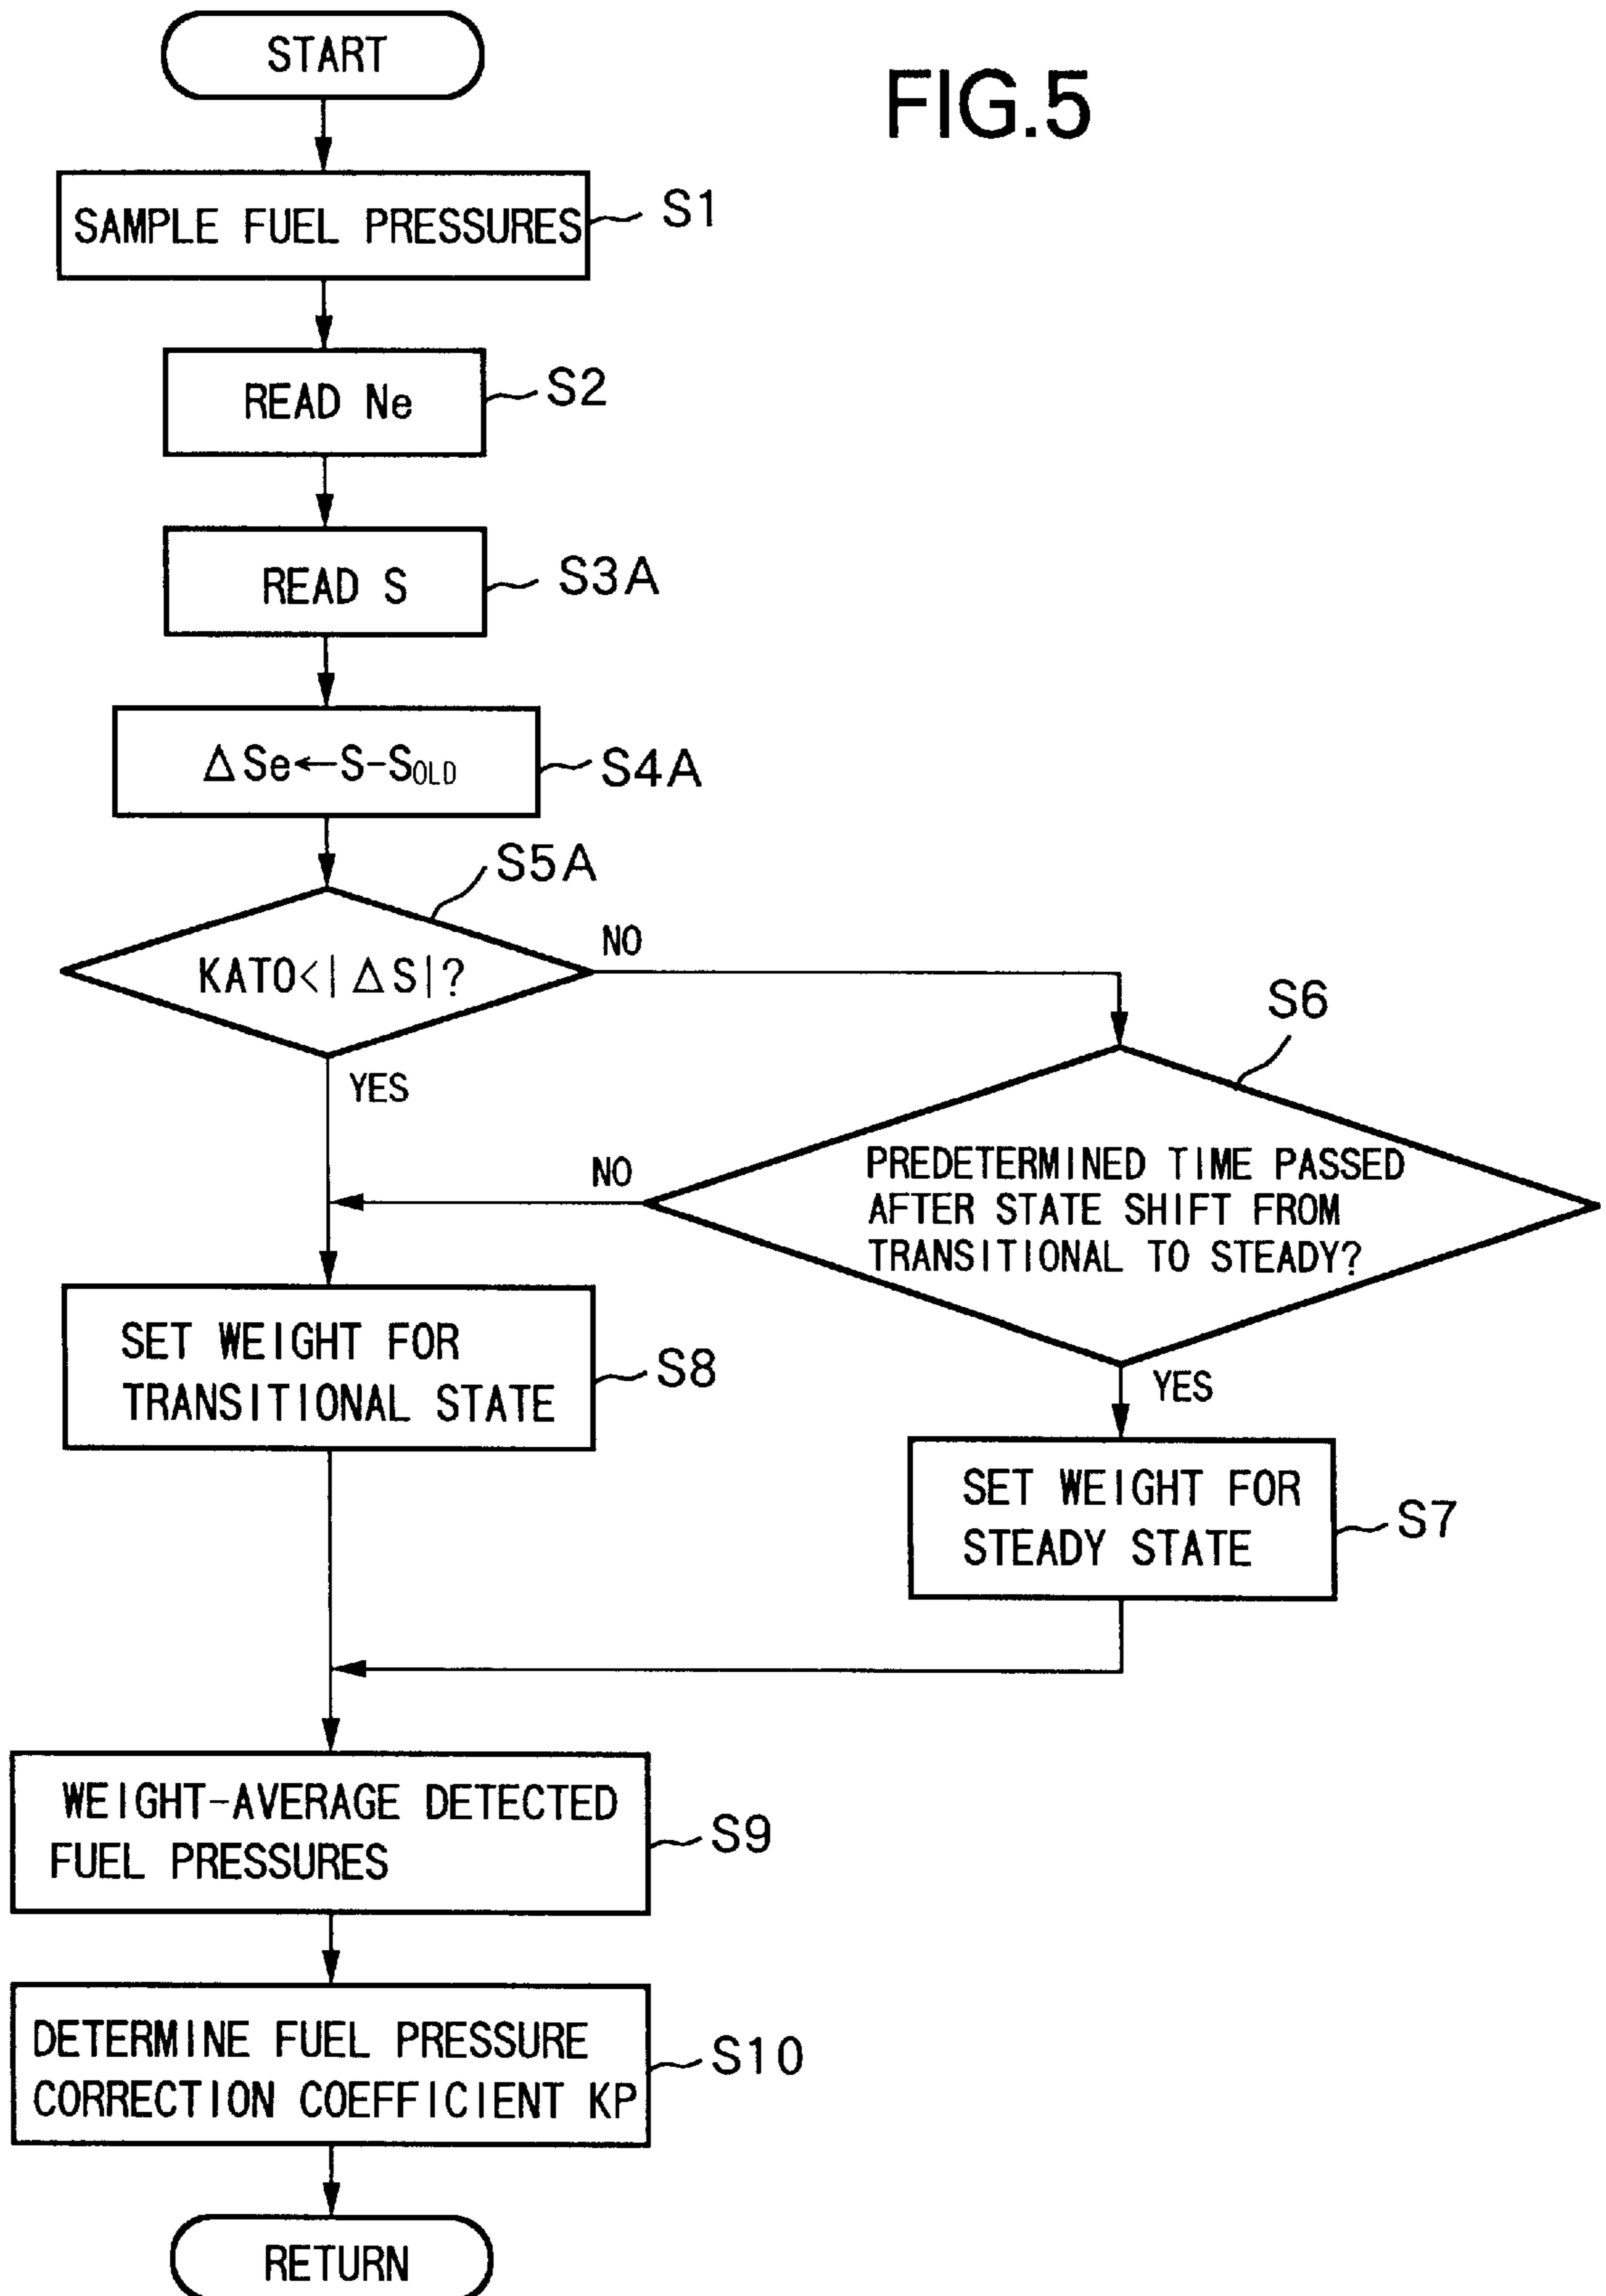 START
FIG.5
SAMPLE FUEL PRESSURES
S1
READ Ne
S2
READ S
S3A
ΔSe←S-SOLD
S4A
S5A
KATO<|ΔS|?
NO
YES
S6
PREDETERMINED TIME PASSED
AFTER STATE SHIFT FROM
TRANSITIONAL TO STEADY?
NO
YES
SET WEIGHT FOR
TRANSITIONAL STATE
S8
SET WEIGHT FOR
STEADY STATE
S7
WEIGHT-AVERAGE DETECTED
FUEL PRESSURES
S9
DETERMINE FUEL PRESSURE
CORRECTION COEFFICIENT KP
S10
RETURN